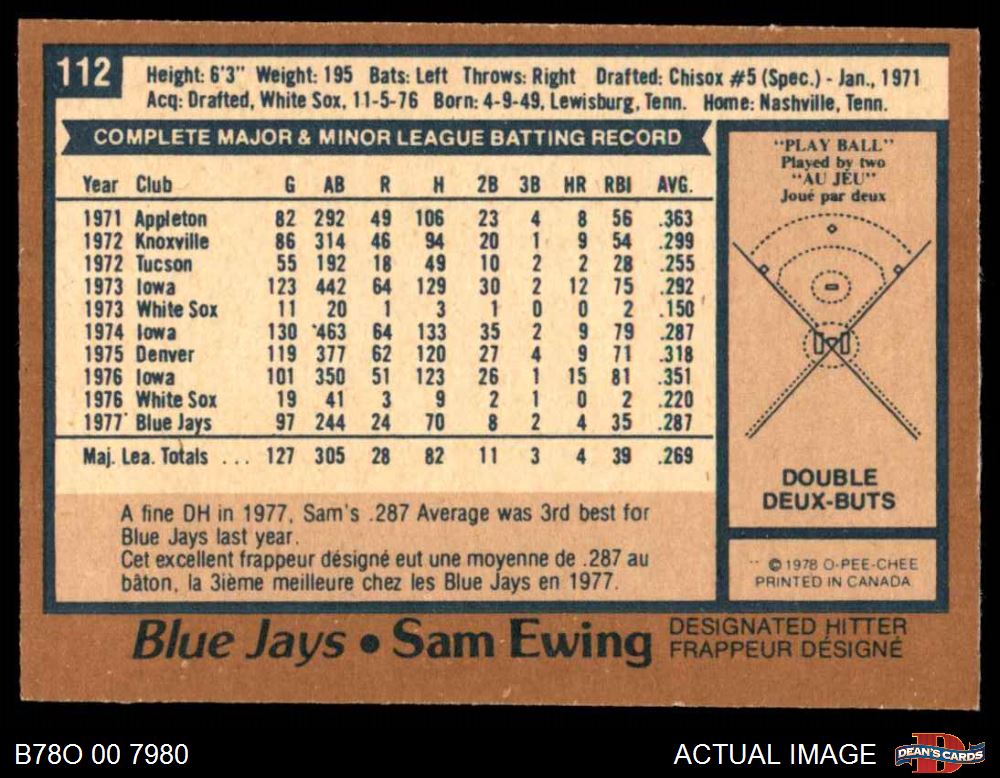 112
Height: 6'3" Weight: 195 Bats: Left Throws: Right Drafted: Chisox #5 (Spec.) - Jan., 1971
Acq: Drafted, White Sox, 11-5-76 Born: 4-9-49, Lewisburg, Tenn. Home: Nashville, Tenn.
COMPLETE MAJOR & MINOR LEAGUE BATTING RECORD
Year Club G AB R H 2B 3B HR RBI AVG.
1971 Appleton 82 292 49 106 23 4 8 56 .363
1972 Knoxville 86 314 46 94 20 1 9 54 .299
1972 Tucson 55 192 18 49 10 2 2 28 .255
1973 Iowa 123 442 64 129 30 2 12 75 .292
1973 White Sox 11 20 1 3 1 0 0 2 .150
1974 Iowa 130 463 64 133 35 2 9 79 .287
1975 Denver 119 377 62 120 27 4 9 71 .318
1976 Iowa 101 350 51 123 26 1 15 81 .351
1976 White Sox 19 41 3 9 2 1 0 2 .220
1977 Blue Jays 97 244 24 70 8 2 4 35 .287
Maj. Lea. Totals ... 127 305 28 82 11 3 4 39 .269
A fine DH in 1977, Sam's .287 Average was 3rd best for
Blue Jays last year.
Cet excellent frappeur désigné eut une moyenne de .287 au
bâton, la 3ième meilleure chez les Blue Jays en 1977.
"PLAY BALL"
Played by two
"AU JEU"
Joué par deux
DOUBLE
DEUX-BUTS
© 1978 O-PEE-CHEE
PRINTED IN CANADA
Blue Jays • Sam Ewing
DESIGNATED HITTER
FRAPPEUR DÉSIGNÉ
B78O 00 7980
ACTUAL IMAGE
DEAN'S CARDS